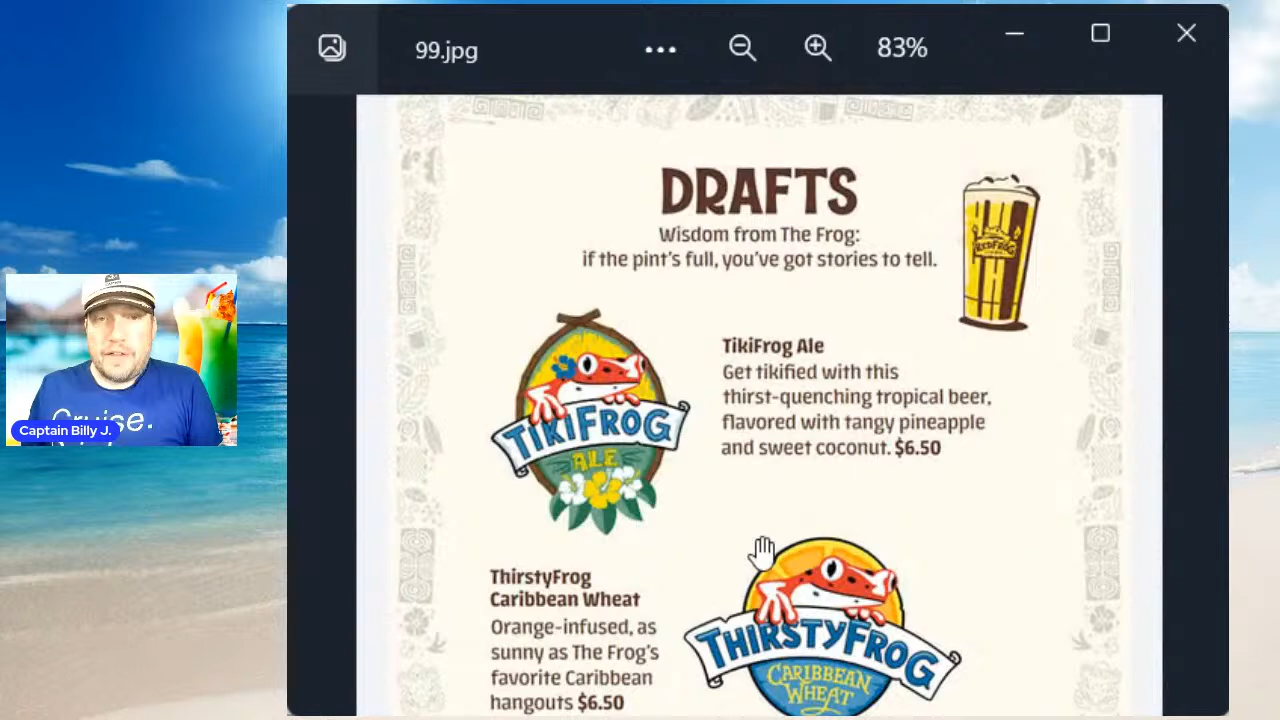 99.jpg
83%
DRAFTS
Wisdom from The Frog:
if the pint's full, you've got stories to tell.
REDFROG
TIKIFROG
ALE
TikiFrog Ale
Get tikified with this
thirst-quenching tropical beer,
flavored with tangy pineapple
and sweet coconut. $6.50
ThirstyFrog
Caribbean Wheat
Orange-infused, as
sunny as The Frog's
favorite Caribbean
hangouts $6.50
THIRSTYFROG
CARIBBEAN
WHEAT
Cruise.
Captain Billy J.